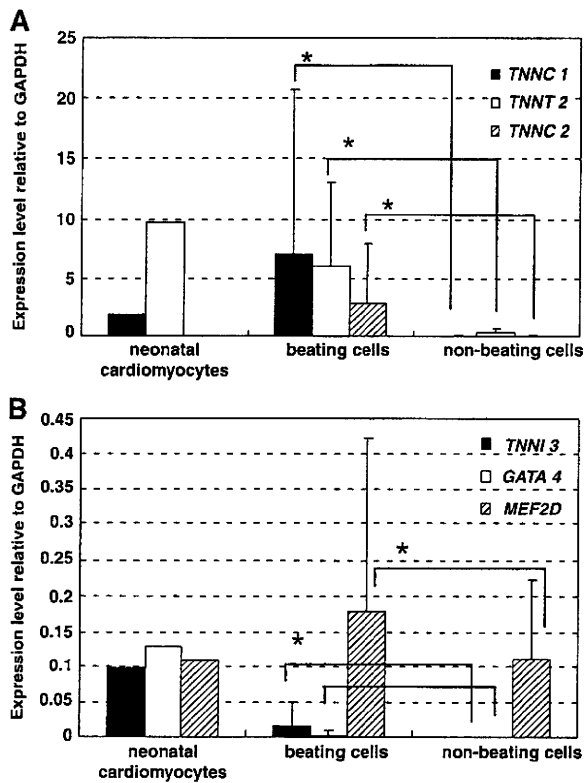 A
Expression level relative to GAPDH
25
20
15
10
5
0
*
*
*
TNNC 1
TNNT 2
TNNC 2
neonatal
cardiomyocytes
beating cells
non-beating cells
B
Expression level relative to GAPDH
0.45
0.4
0.35
0.3
0.25
0.2
0.15
0.1
0.05
0
*
*
TNNI 3
GATA 4
MEF2D
neonatal
cardiomyocytes
beating cells
non-beating cells